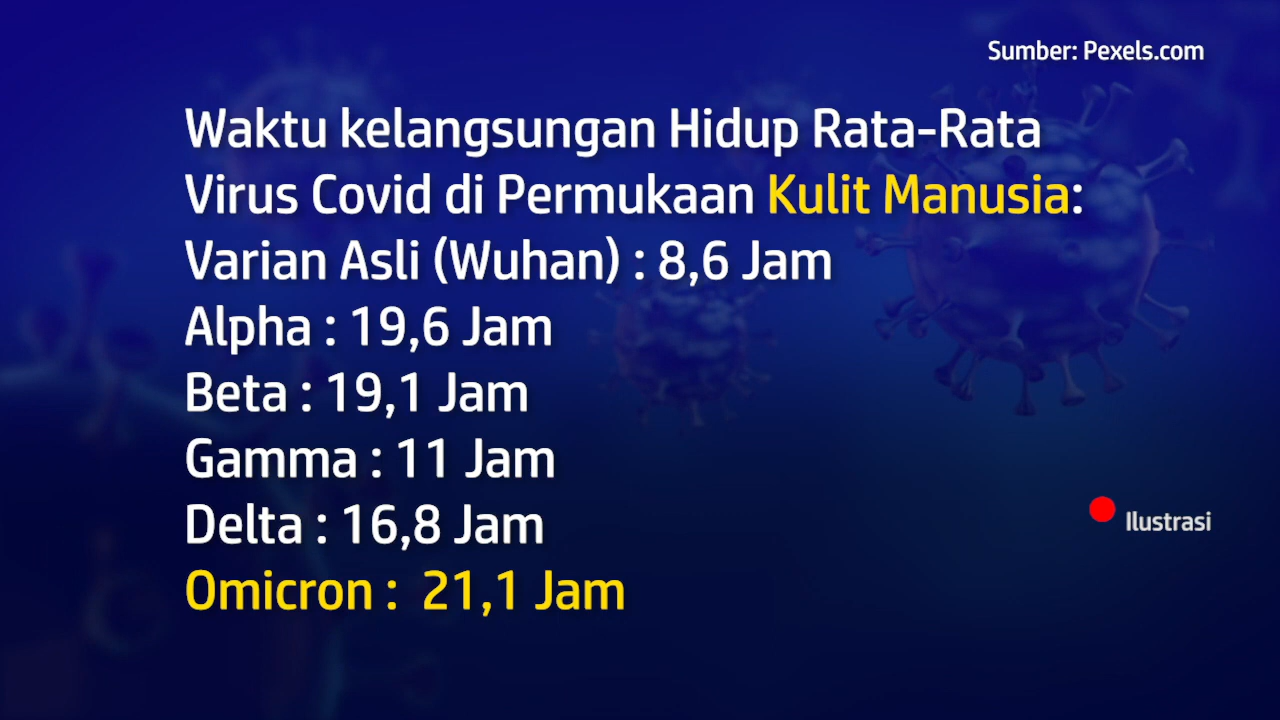 Sumber: Pexels.com
Waktu kelangsungan Hidup Rata-Rata
Virus Covid di Permukaan Kulit Manusia:
Varian Asli (Wuhan) : 8,6 Jam
Alpha : 19,6 Jam
Beta : 19,1 Jam
Gamma : 11 Jam
Delta : 16,8 Jam
Omicron :  21,1 Jam
Ilustrasi